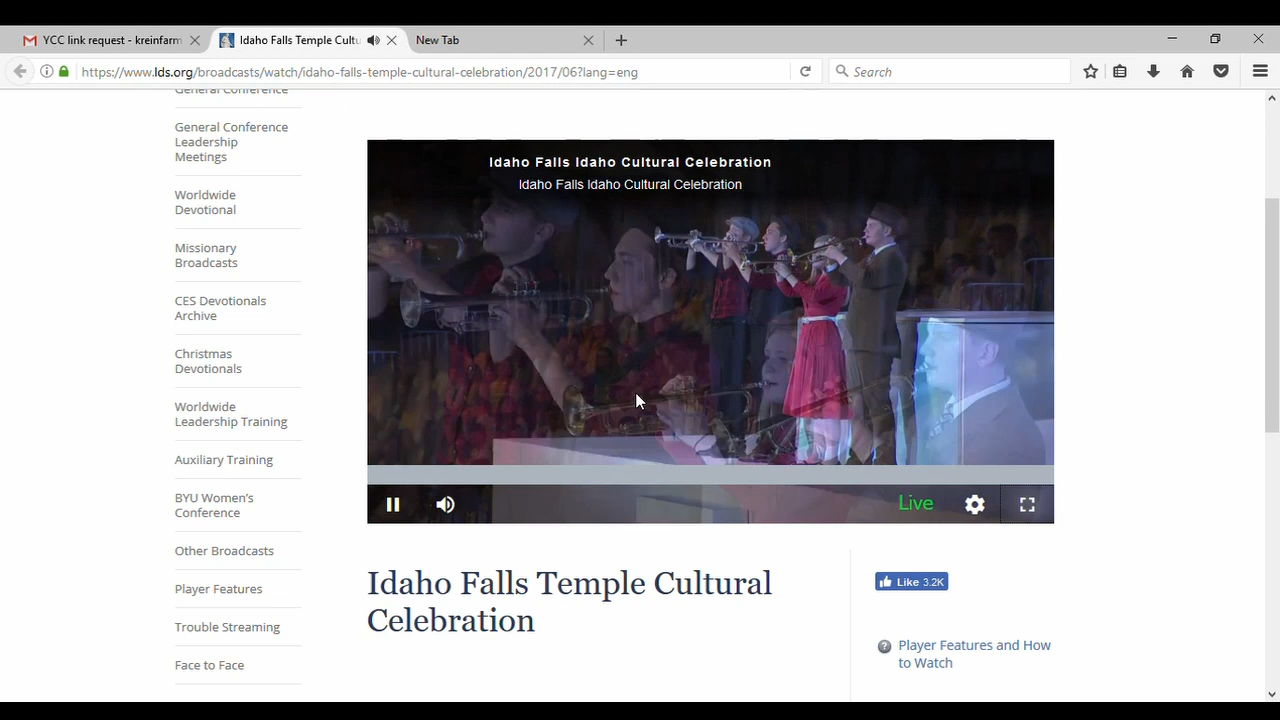 YCC link request - kreinfarm
Idaho Falls Temple Cultu
New Tab
https://www.lds.org/broadcasts/watch/idaho-falls-temple-cultural-celebration/2017/06?lang=eng
Search
General Conference
General Conference
Leadership
Meetings
Worldwide
Devotional
Missionary
Broadcasts
CES Devotionals
Archive
Christmas
Devotionals
Worldwide
Leadership Training
Auxiliary Training
BYU Women's
Conference
Other Broadcasts
Player Features
Trouble Streaming
Face to Face
Idaho Falls Idaho Cultural Celebration
Idaho Falls Idaho Cultural Celebration
Live
Idaho Falls Temple Cultural
Celebration
Like 3.2K
Player Features and How
to Watch